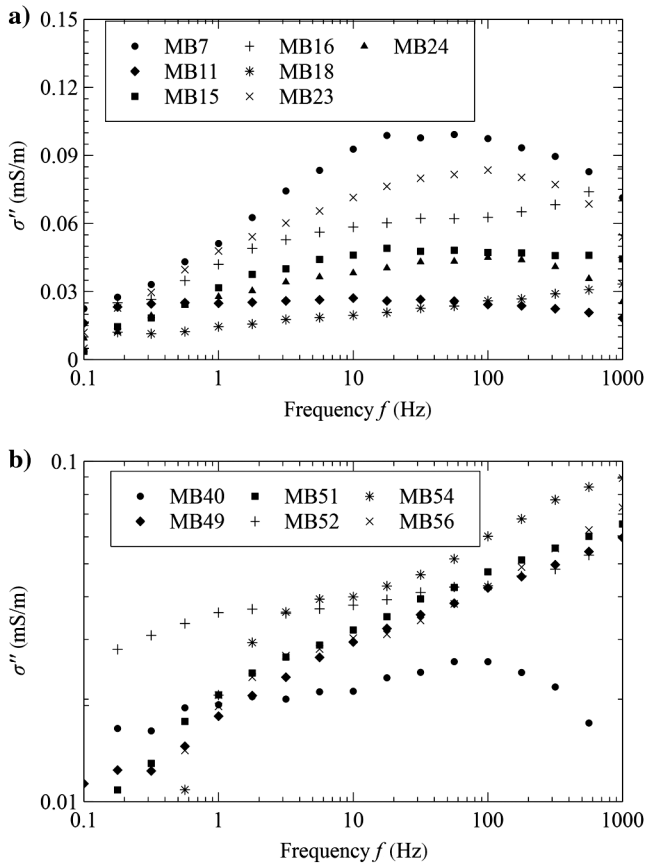 a)
0.15
0.12
0.09
0.06
0.03
0
σ″ (mS/m)
MB7 MB16 MB24
MB11 MB18
MB15 MB23
0.1 1 10 100 1000
Frequency f (Hz)
b)
0.1
0.01
σ″ (mS/m)
MB40 MB51 MB54
MB49 MB52 MB56
0.1 1 10 100 1000
Frequency f (Hz)